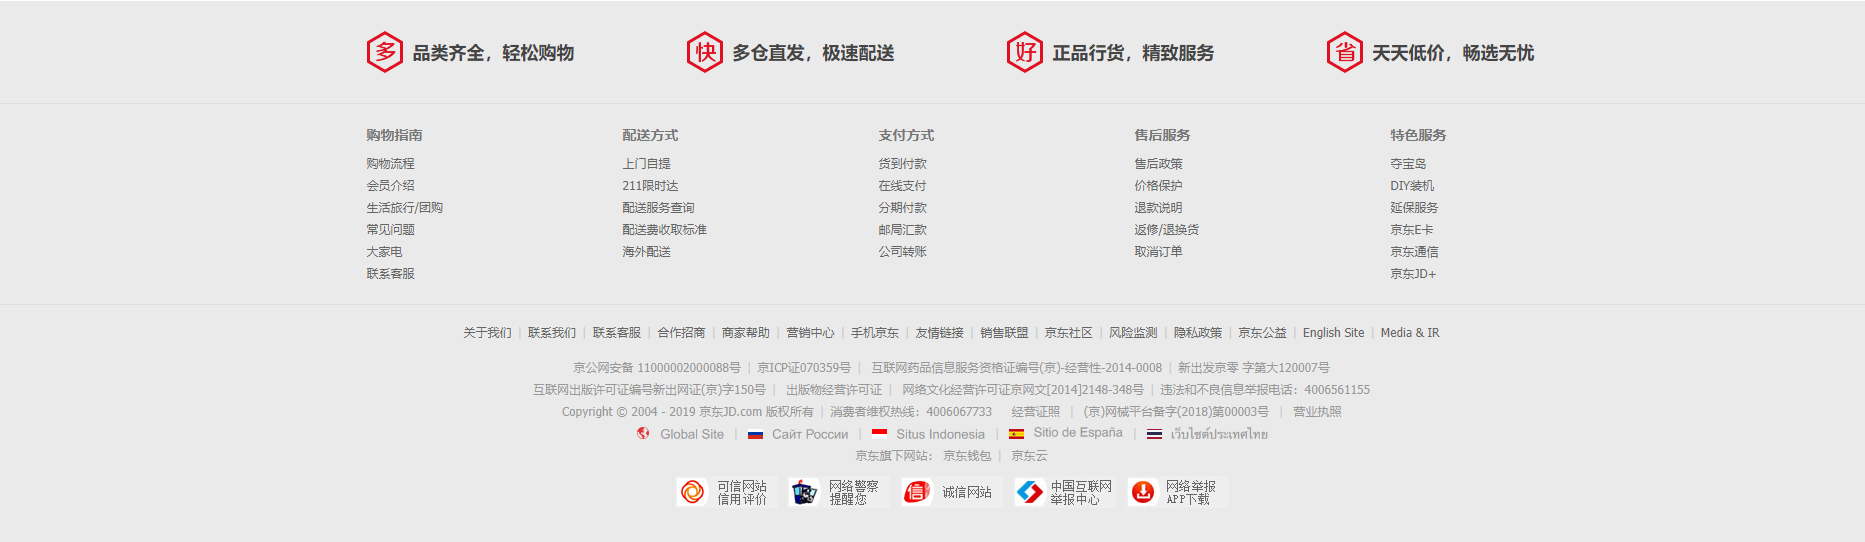 多 品类齐全，轻松购物 快 多仓直发，极速配送 好 正品行货，精致服务 省 天天低价，畅选无忧
购物指南
购物流程
会员介绍
生活旅行/团购
常见问题
大家电
联系客服
配送方式
上门自提
211限时达
配送服务查询
配送费收取标准
海外配送
支付方式
货到付款
在线支付
分期付款
邮局汇款
公司转账
售后服务
售后政策
价格保护
退款说明
返修/退换货
取消订单
特色服务
夺宝岛
DIY装机
延保服务
京东E卡
京东通信
京东JD+
关于我们 | 联系我们 | 联系客服 | 合作招商 | 商家帮助 | 营销中心 | 手机京东 | 友情链接 | 销售联盟 | 京东社区 | 风险监测 | 隐私政策 | 京东公益 | English Site | Media & IR
京公网安备 11000002000088号 | 京ICP证070359号 | 互联网药品信息服务资格证编号(京)-经营性-2014-0008 | 新出发京零 字第大120007号
互联网出版许可证编号新出网证(京)字150号 | 出版物经营许可证 | 网络文化经营许可证京网文[2014]2148-348号 | 违法和不良信息举报电话：4006561155
Copyright © 2004 - 2019 京东JD.com 版权所有 | 消费者维权热线：4006067733 经营证照 | (京)网械平台备字(2018)第00003号 | 营业执照
Global Site | Сайт России | Situs Indonesia | Sitio de España | เว็บไซต์ประเทศไทย
京东旗下网站： 京东钱包 | 京东云
可信网站
信用评价
网络警察
提醒您
信 诚信网站
中国互联网
举报中心
网络举报
APP下载